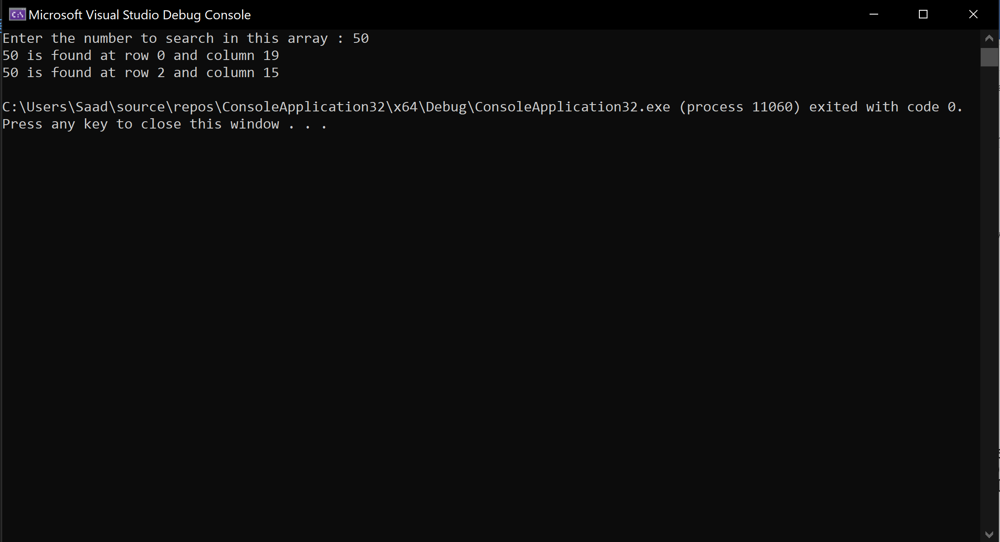 Microsoft Visual Studio Debug Console
Enter the number to search in this array : 50
50 is found at row 0 and column 19
50 is found at row 2 and column 15
C:\Users\Saad\source\repos\ConsoleApplication32\x64\Debug\ConsoleApplication32.exe (process 11060) exited with code 0.
Press any key to close this window . . .